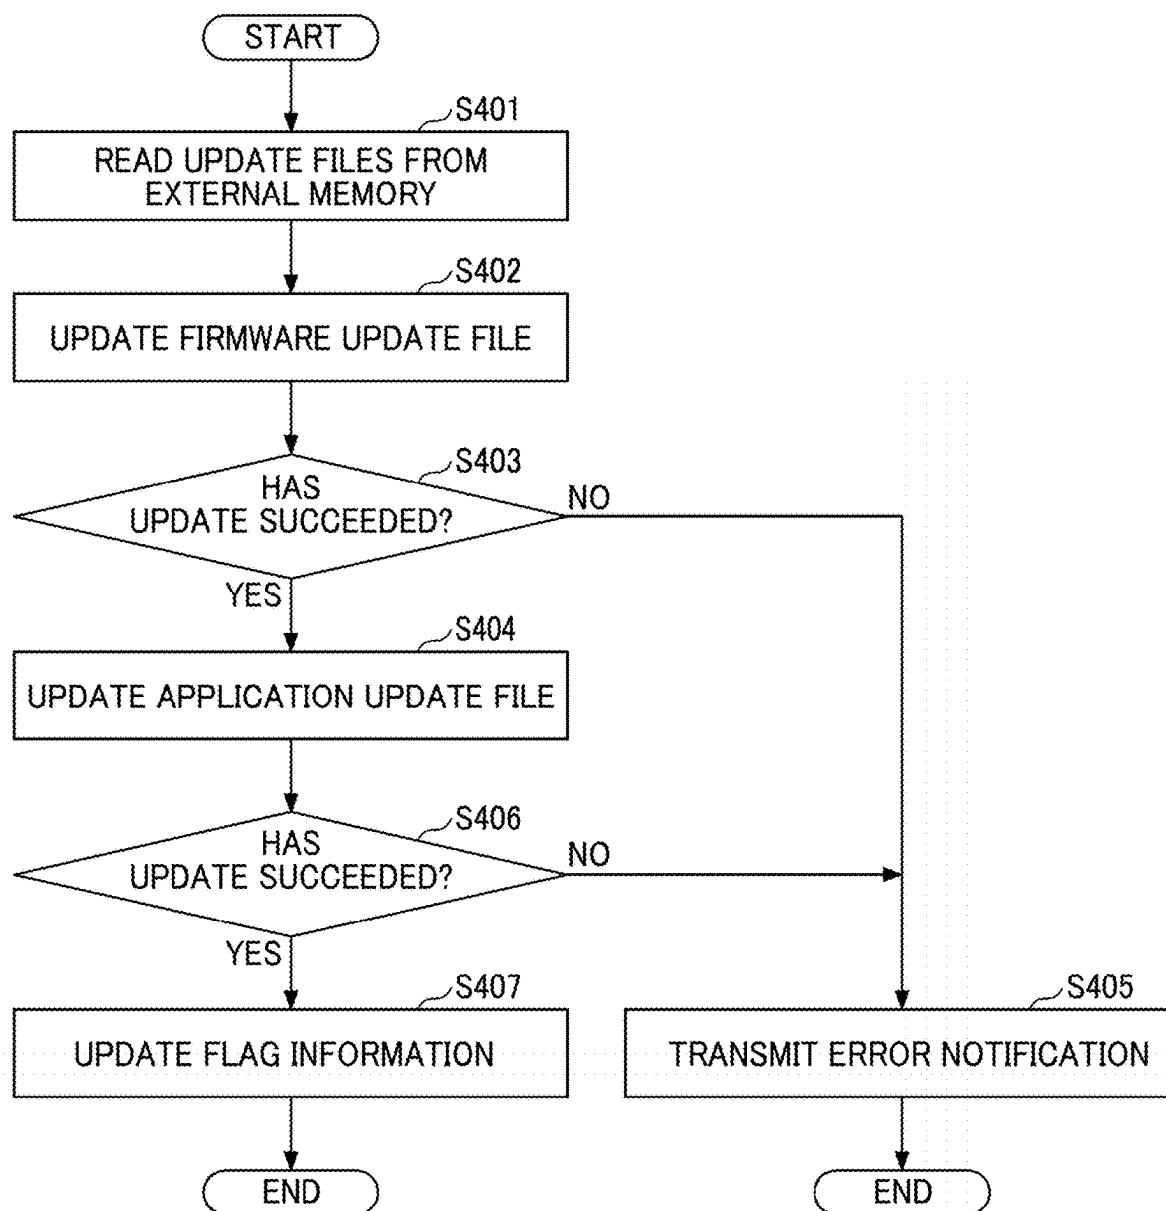 START
S401
READ UPDATE FILES FROM
EXTERNAL MEMORY
S402
UPDATE FIRMWARE UPDATE FILE
S403
HAS
UPDATE SUCCEEDED?
NO
YES
S404
UPDATE APPLICATION UPDATE FILE
S406
HAS
UPDATE SUCCEEDED?
NO
YES
S407
UPDATE FLAG INFORMATION
S405
TRANSMIT ERROR NOTIFICATION
END
END